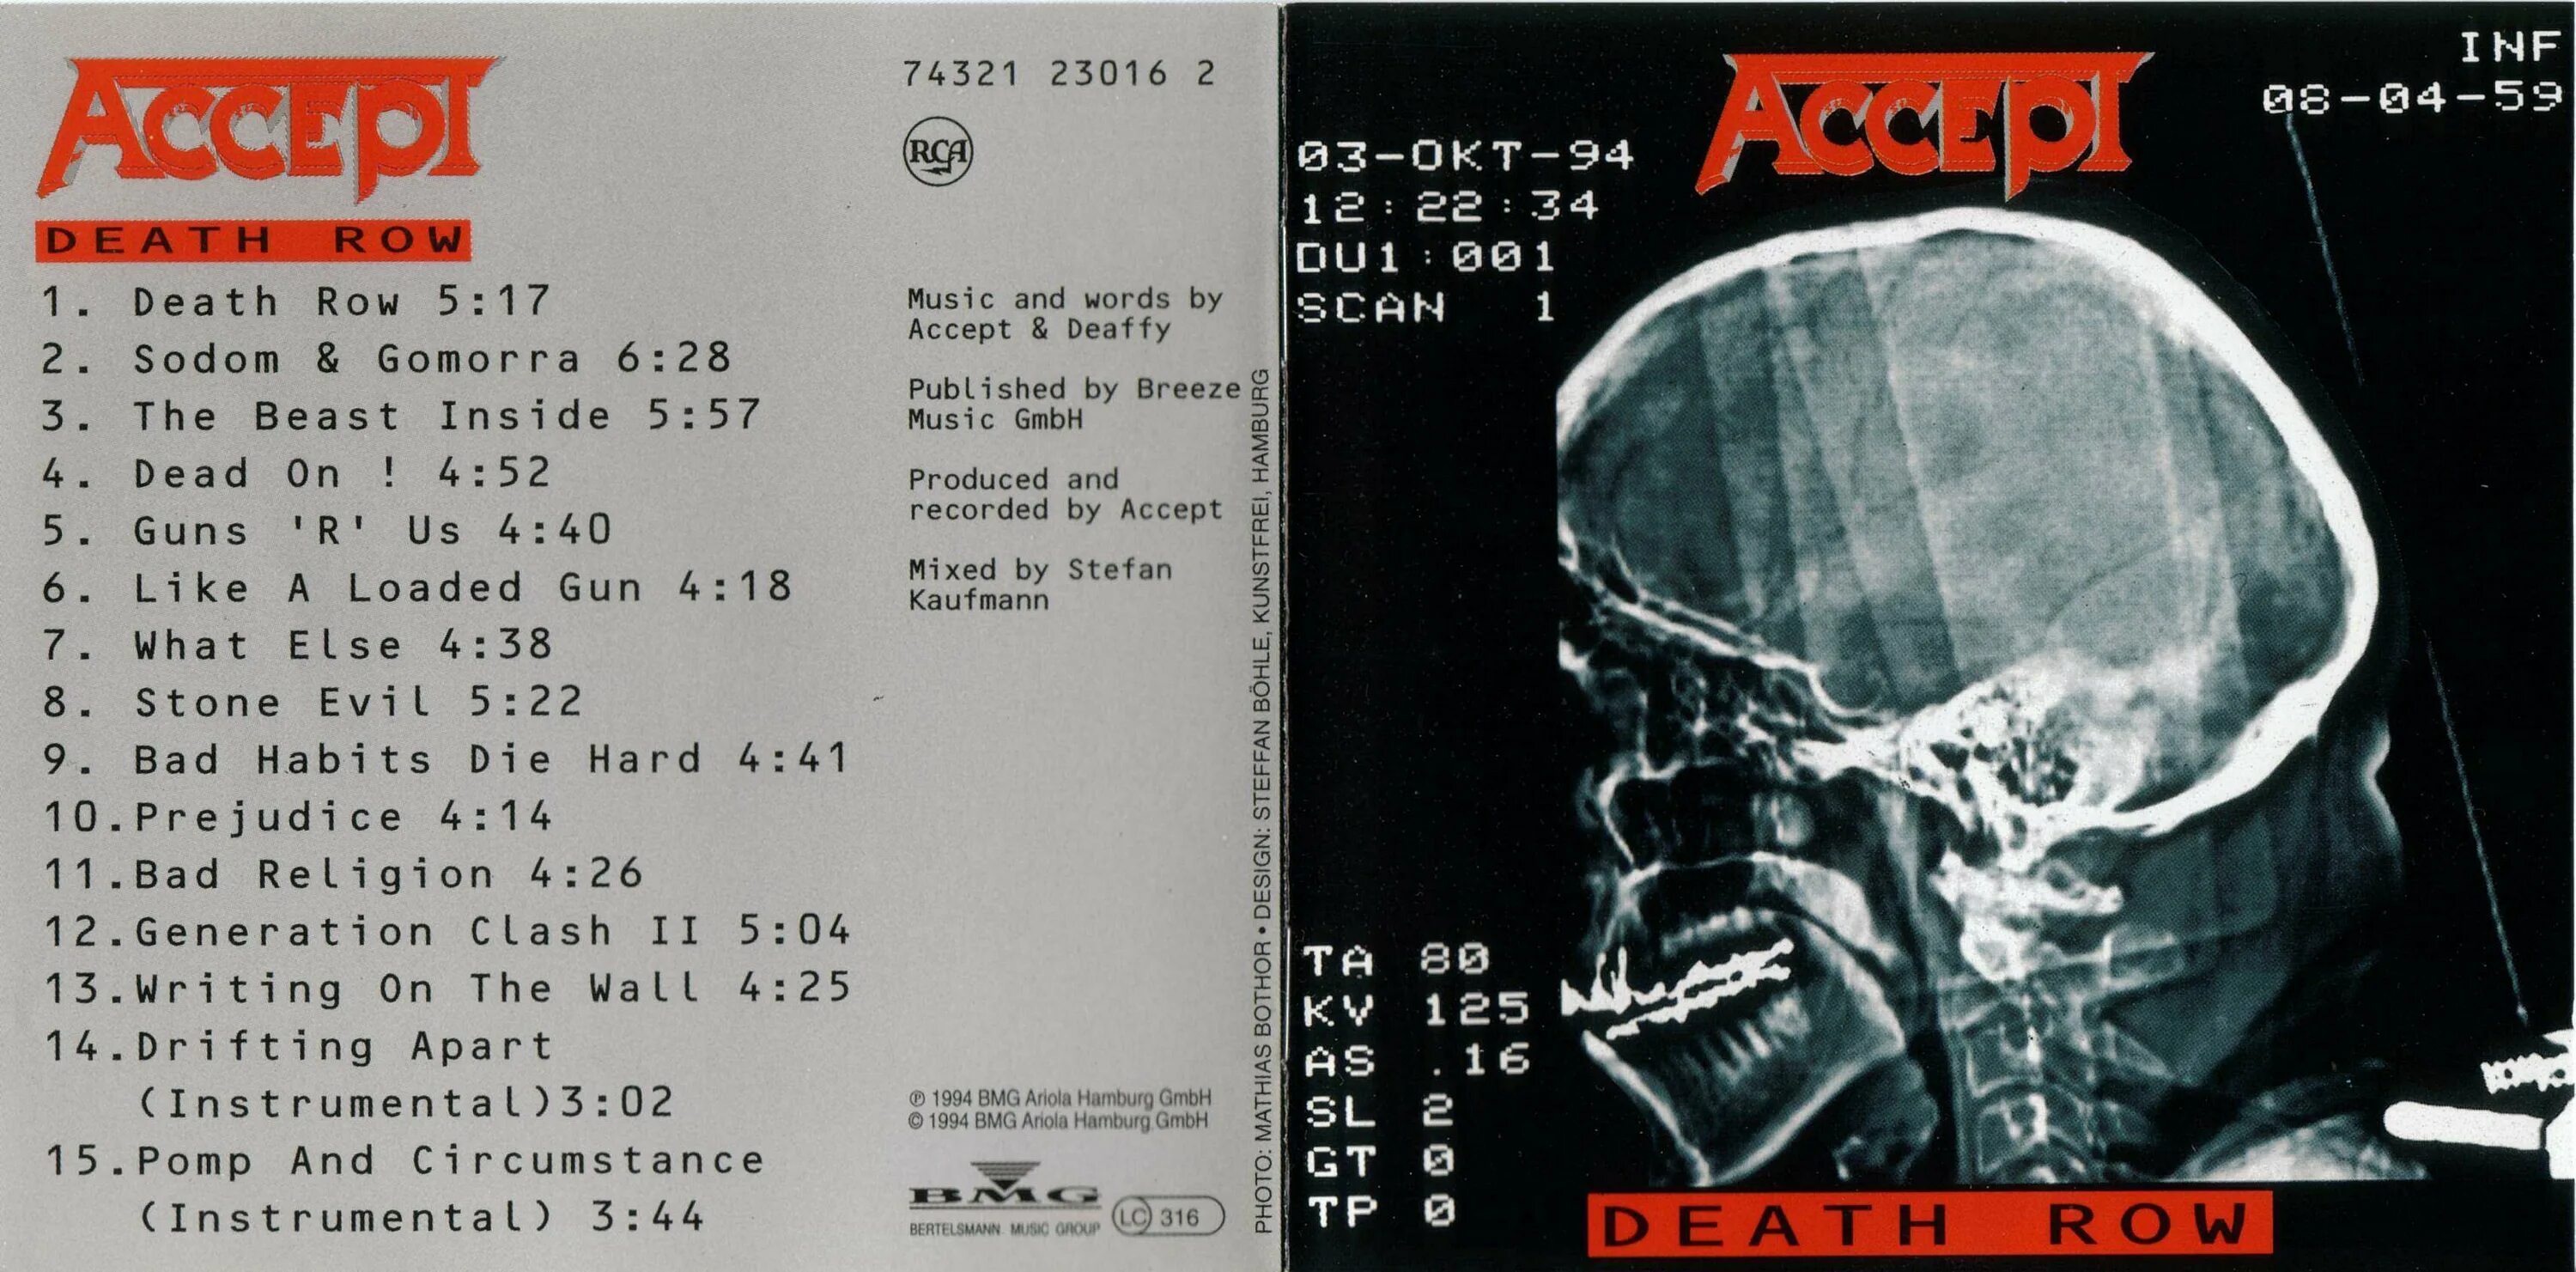 ACCEPT
DEATH ROW
1. Death Row 5:17
2. Sodom & Gomorra 6:28
3. The Beast Inside 5:57
4. Dead On ! 4:52
5. Guns 'R' Us 4:40
6. Like A Loaded Gun 4:18
7. What Else 4:38
8. Stone Evil 5:22
9. Bad Habits Die Hard 4:41
10.Prejudice 4:14
11.Bad Religion 4:26
12.Generation Clash II 5:04
13.Writing On The Wall 4:25
14.Drifting Apart
(Instrumental)3:02
15.Pomp And Circumstance
(Instrumental) 3:44
74321 23016 2
RCA
Music and words by
Accept & Deaffy
Published by Breeze
Music GmbH
Produced and
recorded by Accept
Mixed by Stefan
Kaufmann
℗ 1994 BMG Ariola Hamburg GmbH
© 1994 BMG Ariola Hamburg GmbH
BMG
BERTELSMANN MUSIC GROUP
LC 316
PHOTO: MATHIAS BOTHOR • DESIGN: STEFFAN BÖHLE, KUNSTFREI, HAMBURG
ACCEPT
INF
08-04-59
03-OKT-94
12:22:34
DU1:001
SCAN 1
TA 80
KV 125
AS .16
SL 2
GT 0
TP 0
DEATH ROW